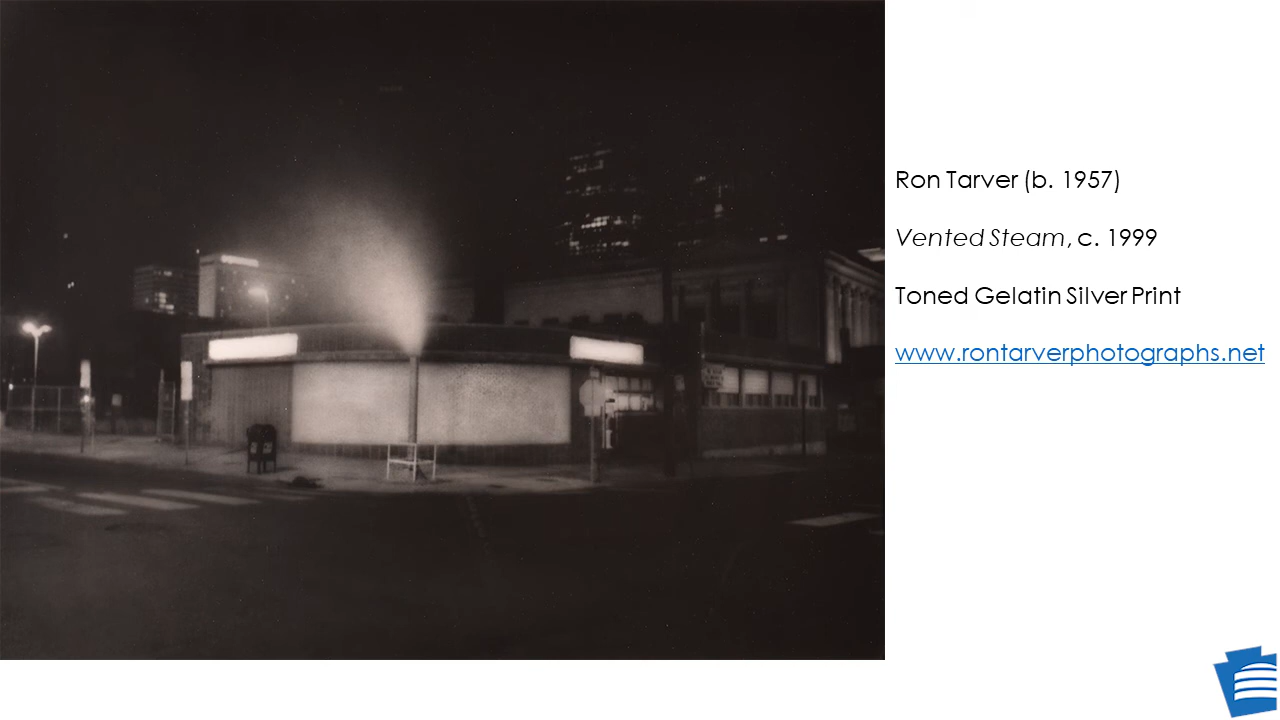 Ron Tarver (b. 1957)
Vented Steam, c. 1999
Toned Gelatin Silver Print
www.rontarverphotographs.net